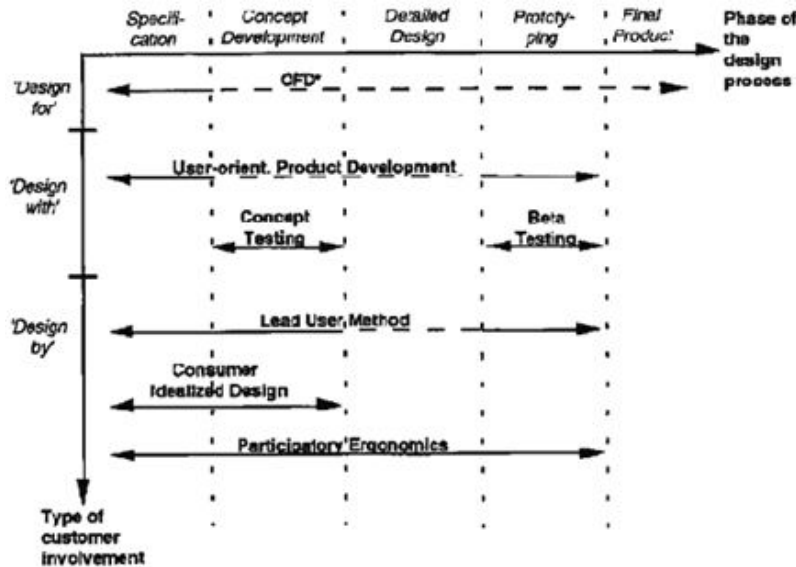 Specifi- Concept Detailed Prototy- Final
cation Development Design ping Product
Phase of
the
design
process
'Design
for'
QFD*
User-orient. Product Development
'Design
with'
Concept
Testing
Beta
Testing
'Design
by'
Lead User Method
Consumer
Idealized Design
Participatory Ergonomics
Type of
customer
involvement